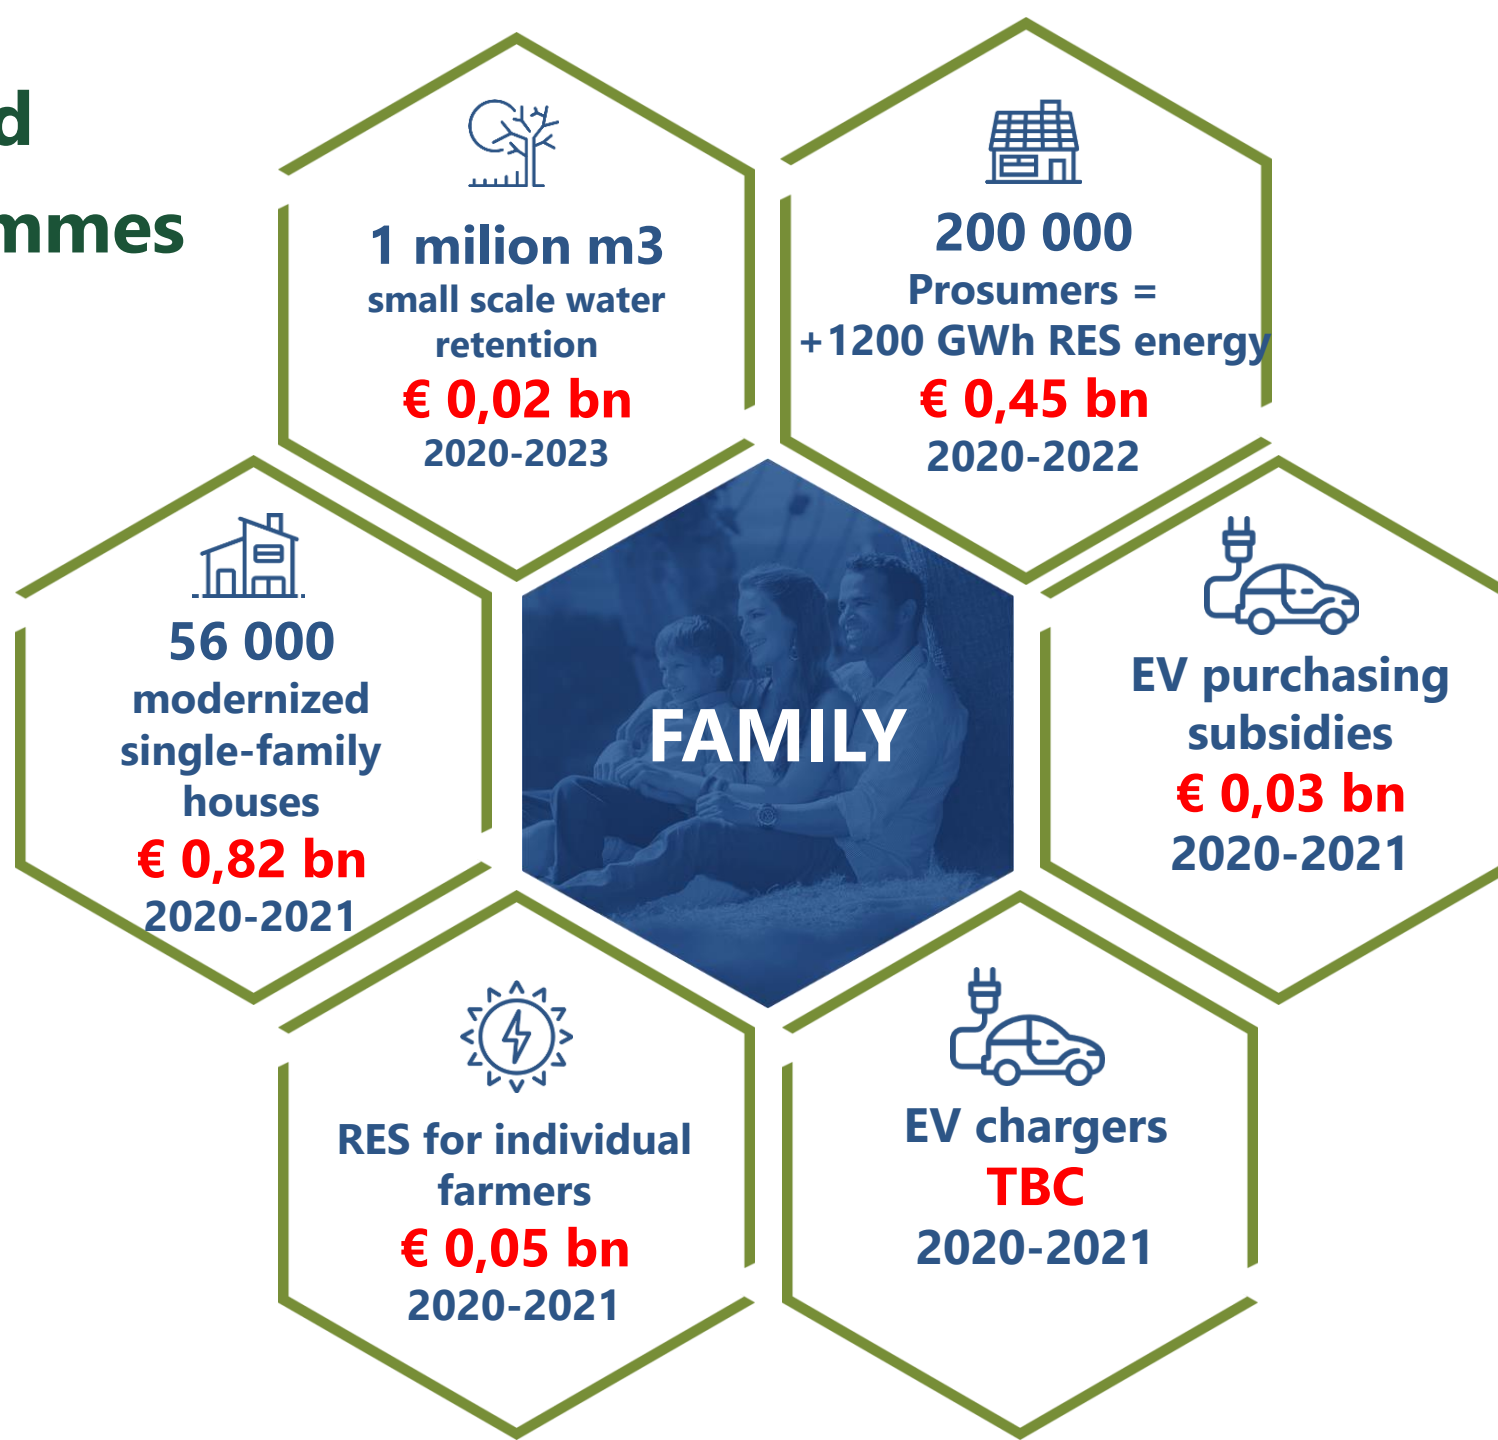 d
mmes
1 milion m3
small scale water
retention
€ 0,02 bn
2020-2023
200 000
Prosumers =
+1200 GWh RES energy
€ 0,45 bn
2020-2022
56 000
modernized
single-family
houses
€ 0,82 bn
2020-2021
FAMILY
EV purchasing
subsidies
€ 0,03 bn
2020-2021
RES for individual
farmers
€ 0,05 bn
2020-2021
EV chargers
TBC
2020-2021